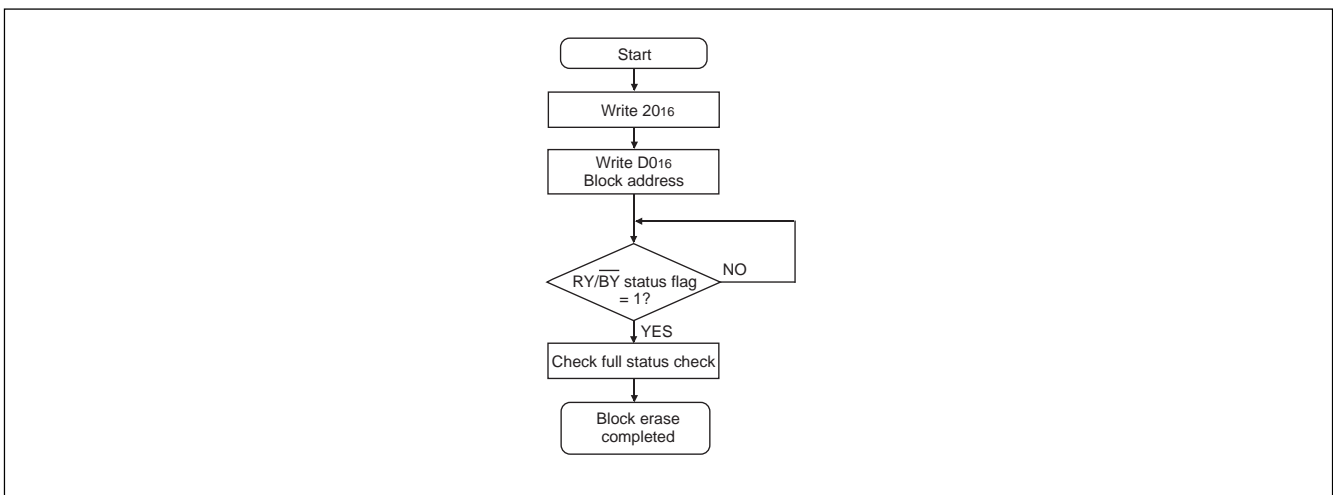 Start
Write 2016
Write D016
Block address
NO
RY/B̅Y̅ status flag
= 1?
YES
Check full status check
Block erase
completed